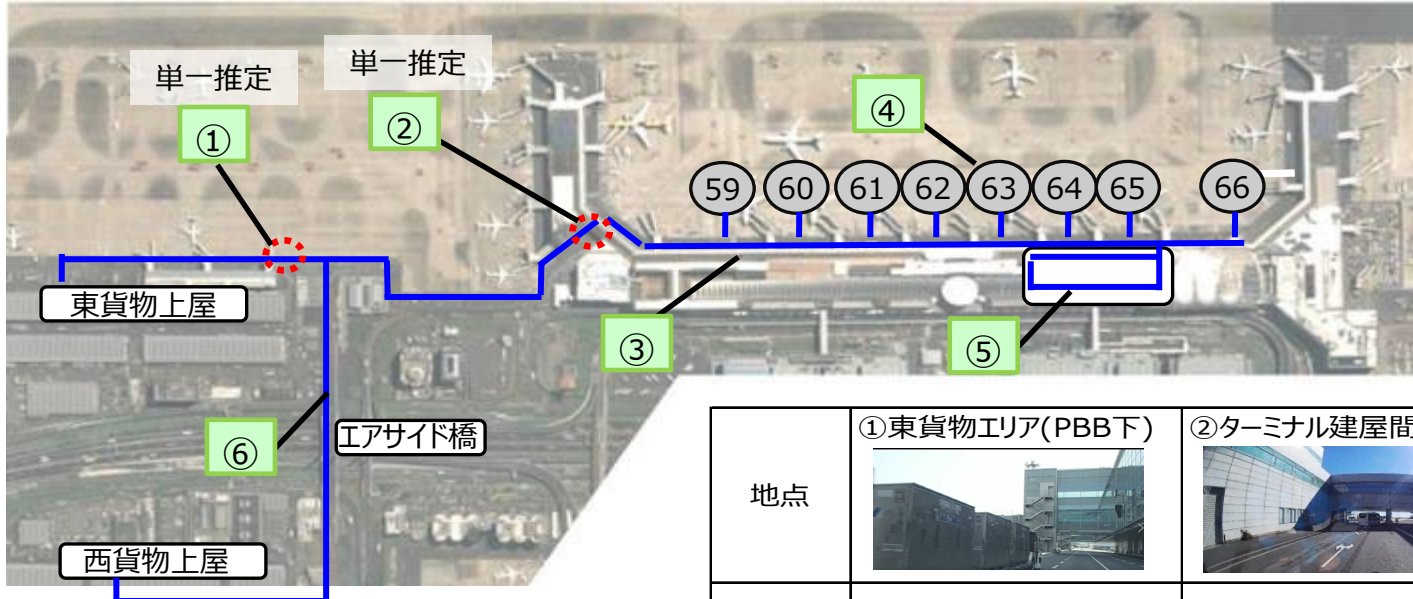 単一推定
単一推定
①
②
④
59
60
61
62
63
64
65
66
東貨物上屋
③
⑤
⑥
エアサイド橋
西貨物上屋
地点
①東貨物エリア(PBB下)
②ターミナル建屋間